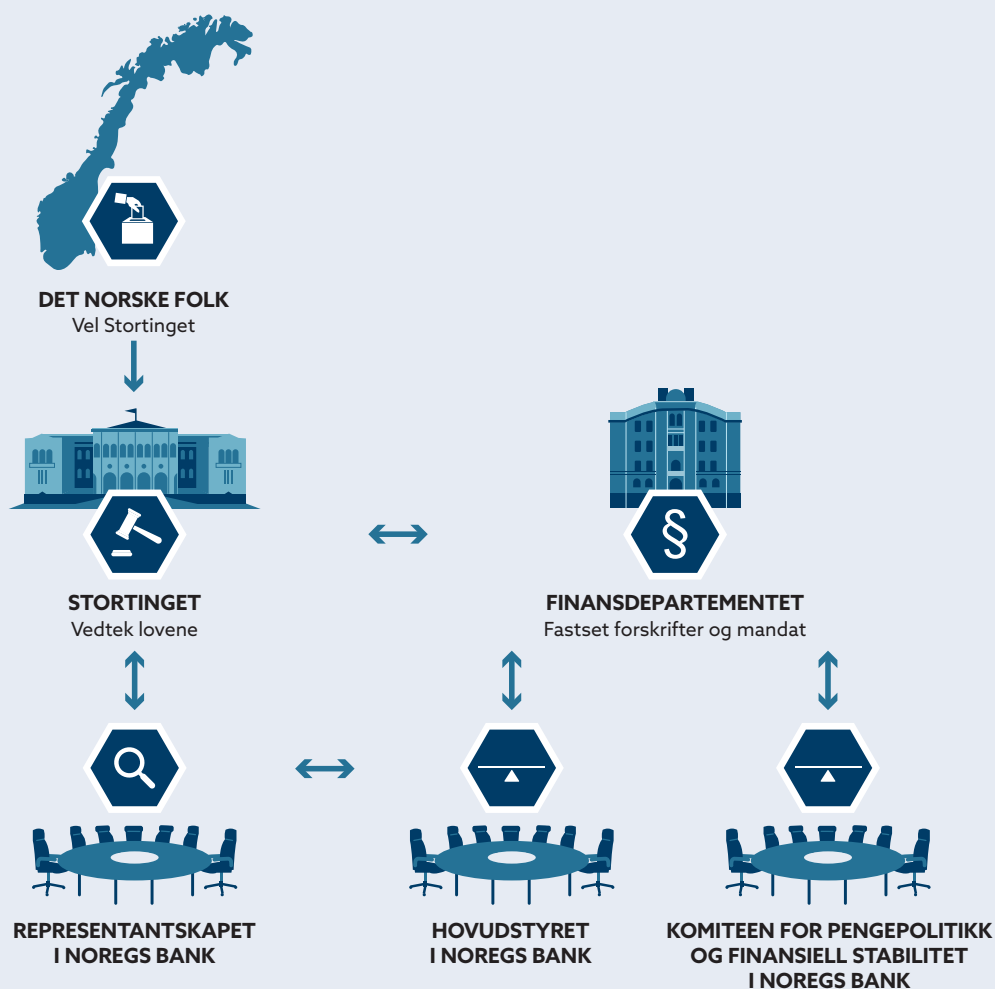 DET NORSKE FOLK
Vel Stortinget
STORTINGET
Vedtek lovene
§
FINANSDEPARTEMENTET
Fastset forskrifter og mandat
REPRESENTANTSKAPET
I NOREGS BANK
HOVUDSTYRET
I NOREGS BANK
KOMITEEN FOR PENGEPOLITIKK
OG FINANSIELL STABILITET
I NOREGS BANK